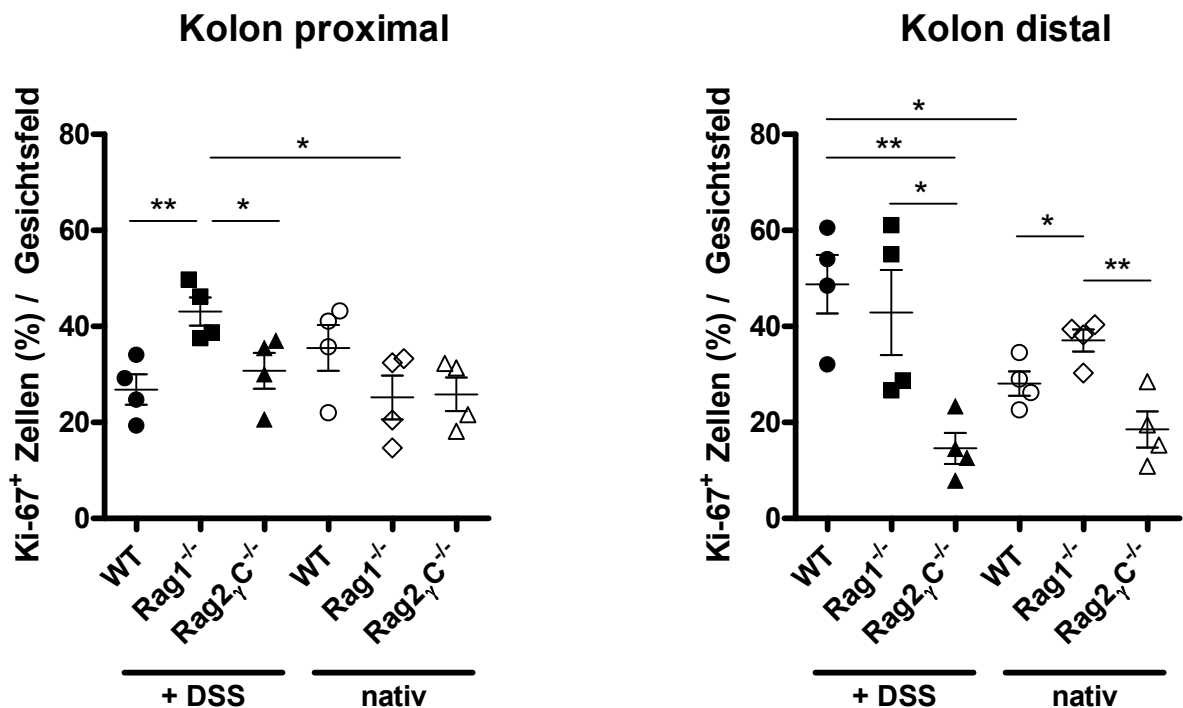 Kolon proximal
Ki-67⁺ Zellen (%) / Gesichtsfeld
80
60
40
20
0
**
*
*
WT
Rag1⁻/⁻
Rag2γC⁻/⁻
WT
Rag1⁻/⁻
Rag2γC⁻/⁻
+ DSS
nativ
Kolon distal
Ki-67⁺ Zellen (%) / Gesichtsfeld
80
60
40
20
0
*
**
*
*
**
WT
Rag1⁻/⁻
Rag2γC⁻/⁻
WT
Rag1⁻/⁻
Rag2γC⁻/⁻
+ DSS
nativ